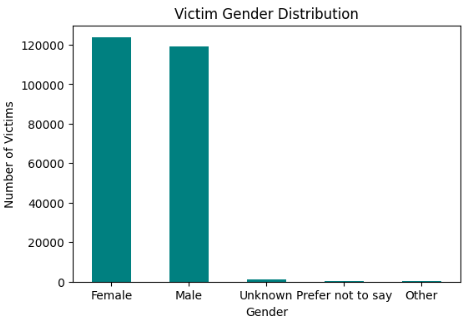 Victim Gender Distribution
Number of Victims
120000
100000
80000
60000
40000
20000
0
Female Male Unknown Prefer not to say Other
Gender